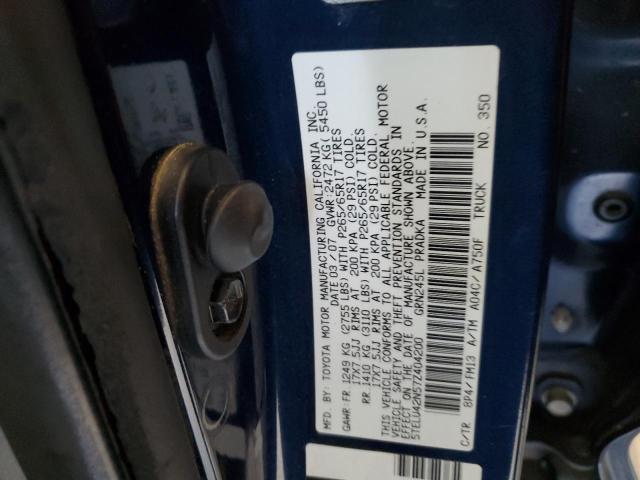 MFD. BY: TOYOTA MOTOR MANUFACTURING CALIFORNIA INC.
DATE 03/07 GVWR:2472 KG( 5450 LBS)
GAWR FR 1249 KG (2755 LBS) WITH P265/65R17 TIRES
17X7.5JJ RIMS AT 200 KPA (29 PSI) COLD.
RR 1410 KG (3110 LBS) WITH P265/65R17 TIRES
17X7.5JJ RIMS AT 200 KPA (29 PSI) COLD.
THIS VEHICLE CONFORMS TO ALL APPLICABLE FEDERAL MOTOR
VEHICLE SAFETY AND THEFT PREVENTION STANDARDS IN
EFFECT ON THE DATE OF MANUFACTURE SHOWN ABOVE.
5TELU42N57Z404200 GRN245L PRADKA MADE IN U.S.A.
TRUCK
C/TR 8P4/FM13 A/TM A04C/A750F NO. 350